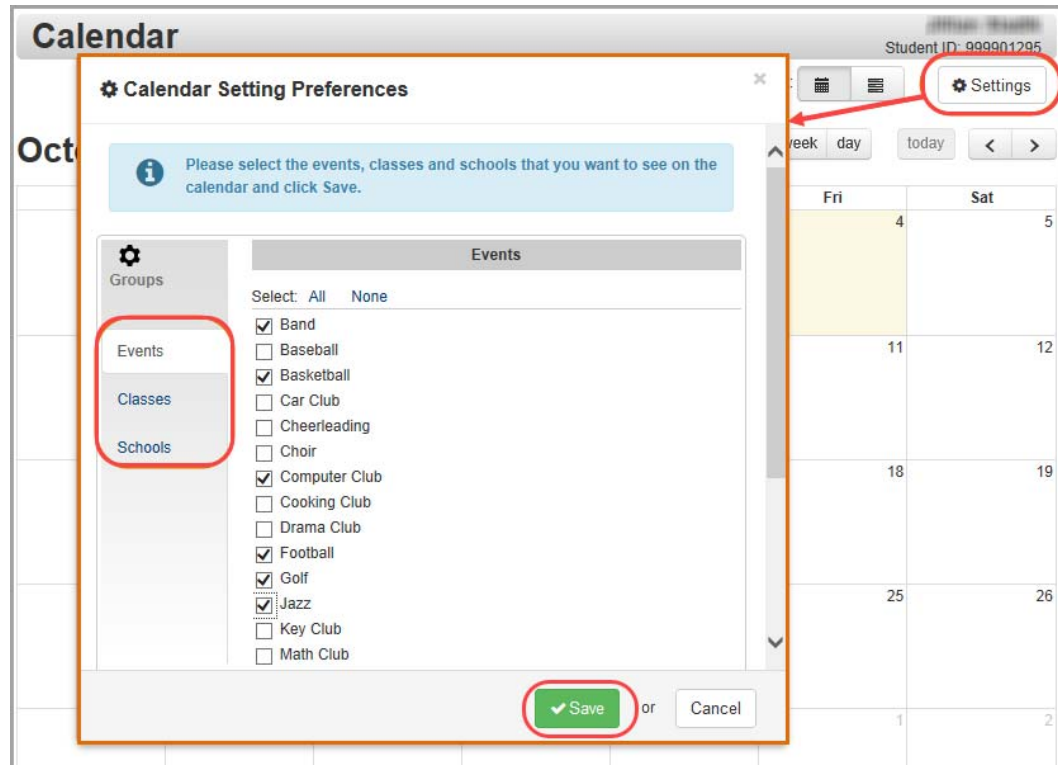 Calendar
Student ID: 999901295
Calendar Setting Preferences
×
:
Settings
Oct
Please select the events, classes and schools that you want to see on the
calendar and click Save.
day
today
<
>
Fri
Sat
4
5
Groups
Events
Select: All None
Band
Events
Baseball
11
12
Basketball
Classes
Car Club
Cheerleading
Schools
Choir
Computer Club
18
19
Cooking Club
Drama Club
Football
Golf
Jazz
25
26
Key Club
Math Club
Save
or
Cancel
1
2